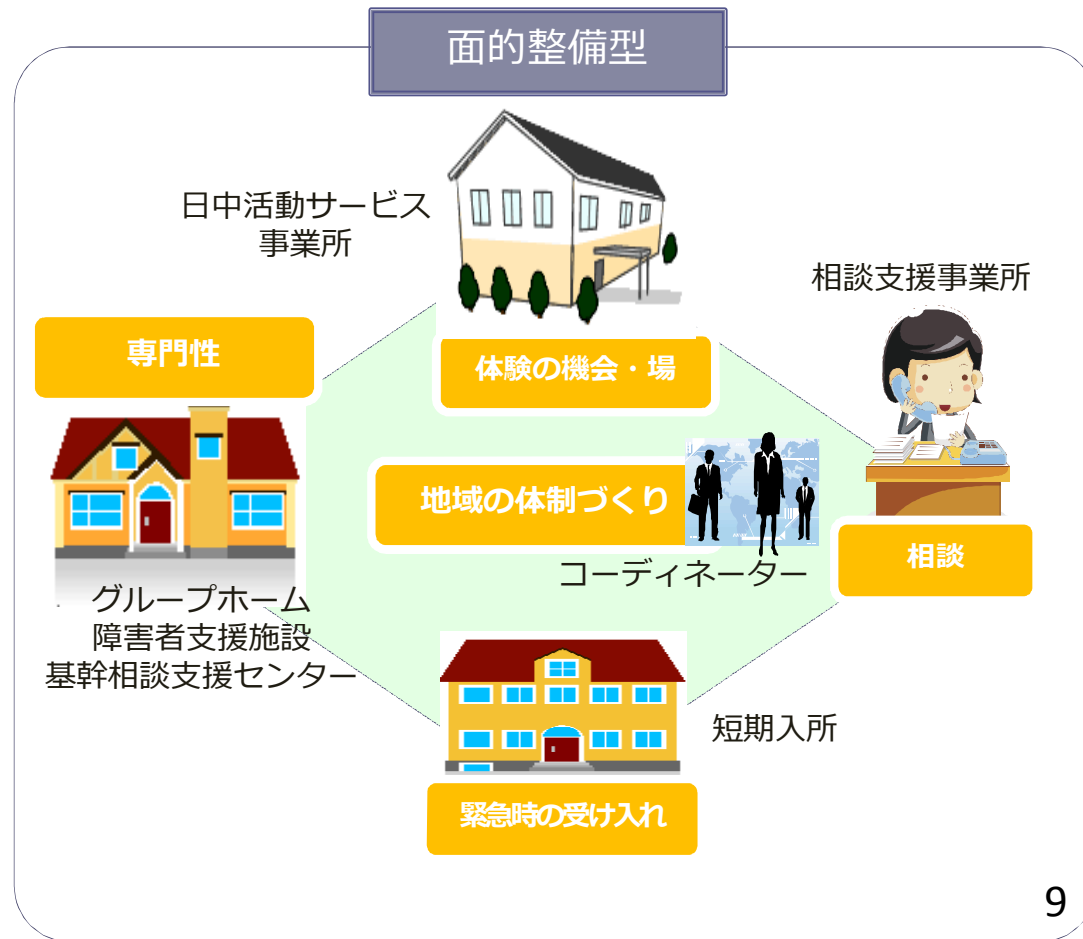 面的整備型
日中活動サービス
事業所
相談支援事業所
専門性
体験の機会・場
地域の体制づくり
コーディネーター
相談
グループホーム
障害者支援施設
基幹相談支援センター
短期入所
緊急時の受け入れ
9